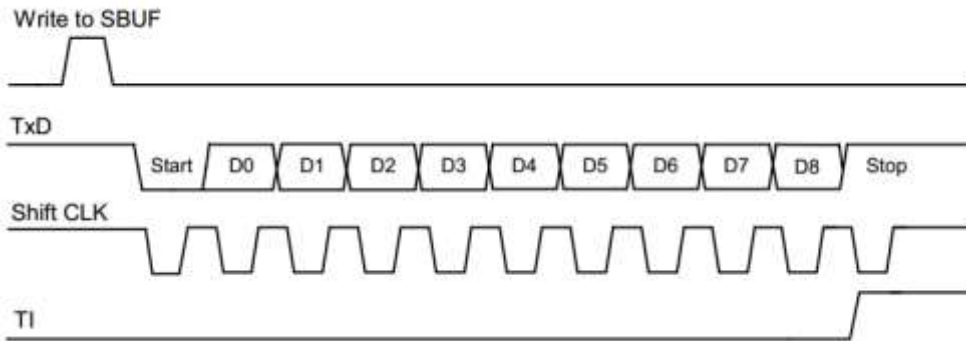 Write to SBUF
TxD
Start D0 D1 D2 D3 D4 D5 D6 D7 D8 Stop
Shift CLK
TI